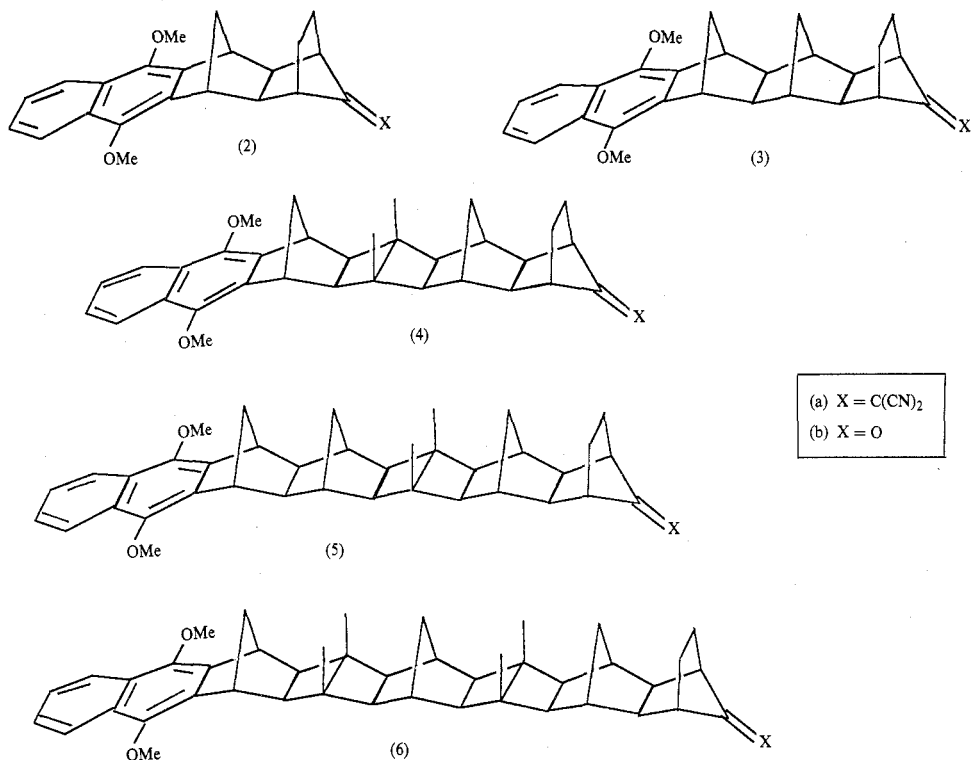 OMe
OMe
X
(2)
OMe
OMe
X
(3)
OMe
OMe
X
(4)
(a) X = C(CN)₂
(b) X = O
OMe
OMe
X
(5)
OMe
OMe
X
(6)